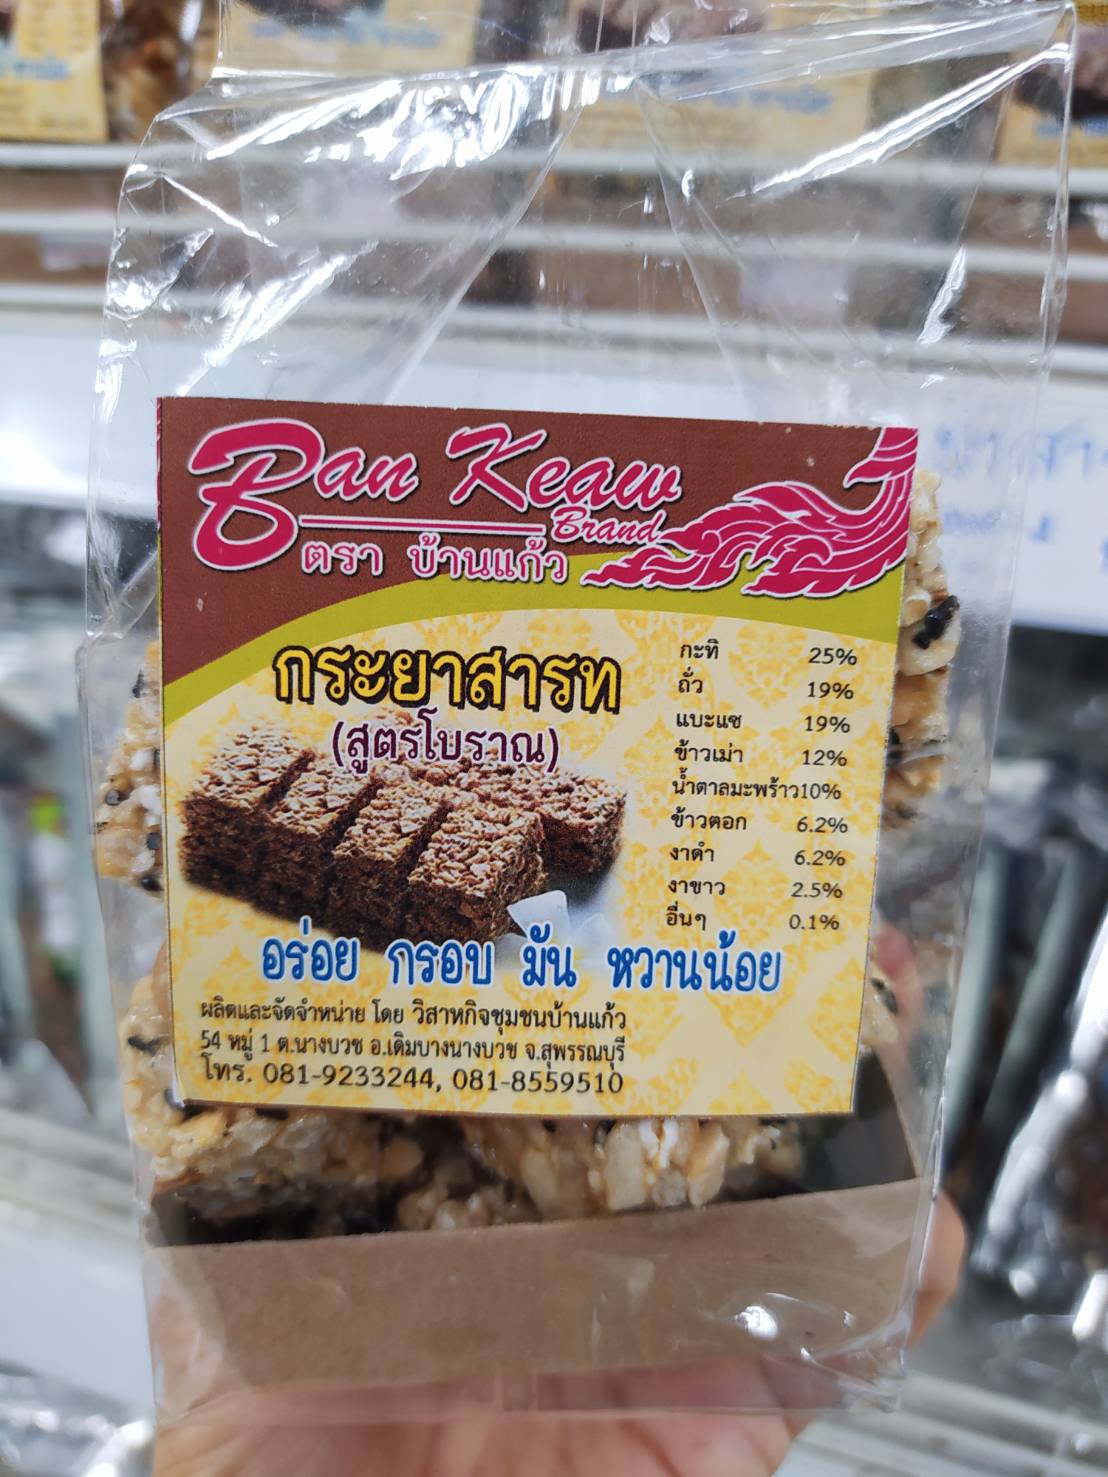 Ban Keaw
Brand
ตรา บ้านแก้ว
กระยาสารท
(สูตรโบราณ)
กะทิ 25%
ถั่ว 19%
แบะแซ 19%
ข้าวเม่า 12%
น้ำตาลมะพร้าว10%
ข้าวตอก 6.2%
งาดำ 6.2%
งาขาว 2.5%
อื่นๆ 0.1%
อร่อย กรอบ มัน หวานน้อย
ผลิตและจัดจำหน่าย โดย วิสาหกิจชุมชนบ้านแก้ว
54 หมู่ 1 ต.นางบวช อ.เดิมบางนางบวช จ.สุพรรณบุรี
โทร. 081-9233244, 081-8559510